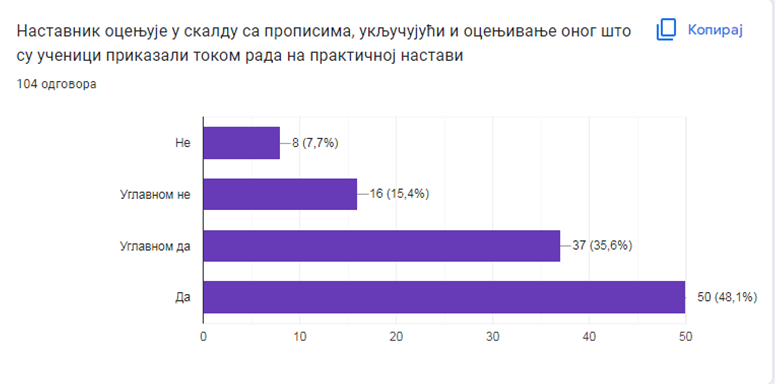 Наставник оцењује у скалду са прописима, укључујући и оцењивање оног што
су ученици приказали током рада на практичној настави
Копирај
104 одговора
Не
8 (7,7%)
Углавном не
16 (15,4%)
Углавном да
37 (35,6%)
Да
50 (48,1%)
0 10 20 30 40 50